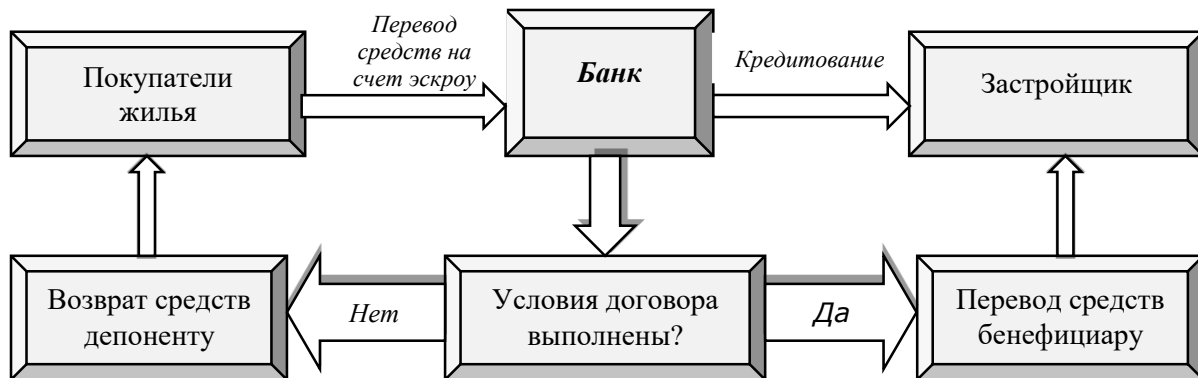 Покупатели
жилья
Перевод
средств на
счет эскроу
Банк
Кредитование
Застройщик
Возврат средств
депоненту
Нет
Условия договора
выполнены?
Да
Перевод средств
бенефициару